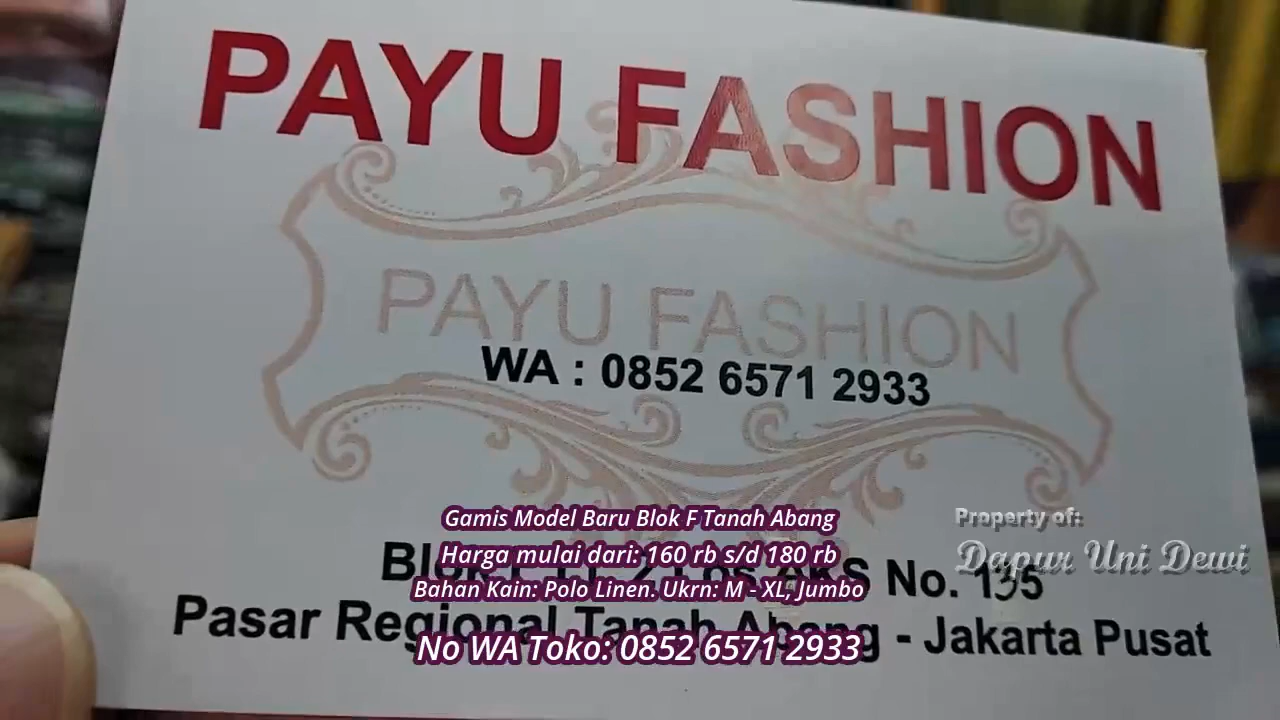 PAYU FASHION
PAYU FASHION
WA : 0852 6571 2933
Gamis Model Baru Blok F Tanah Abang
Property of:
Dapur Uni Dewi
Harga mulai dari: 160 rb s/d 180 rb
No. 135
Bahan Kain: Polo Linen. Ukrn: M - XL, Jumbo
Pasar Regional Tanah Abang - Jakarta Pusat
No WA Toko: 0852 6571 2933